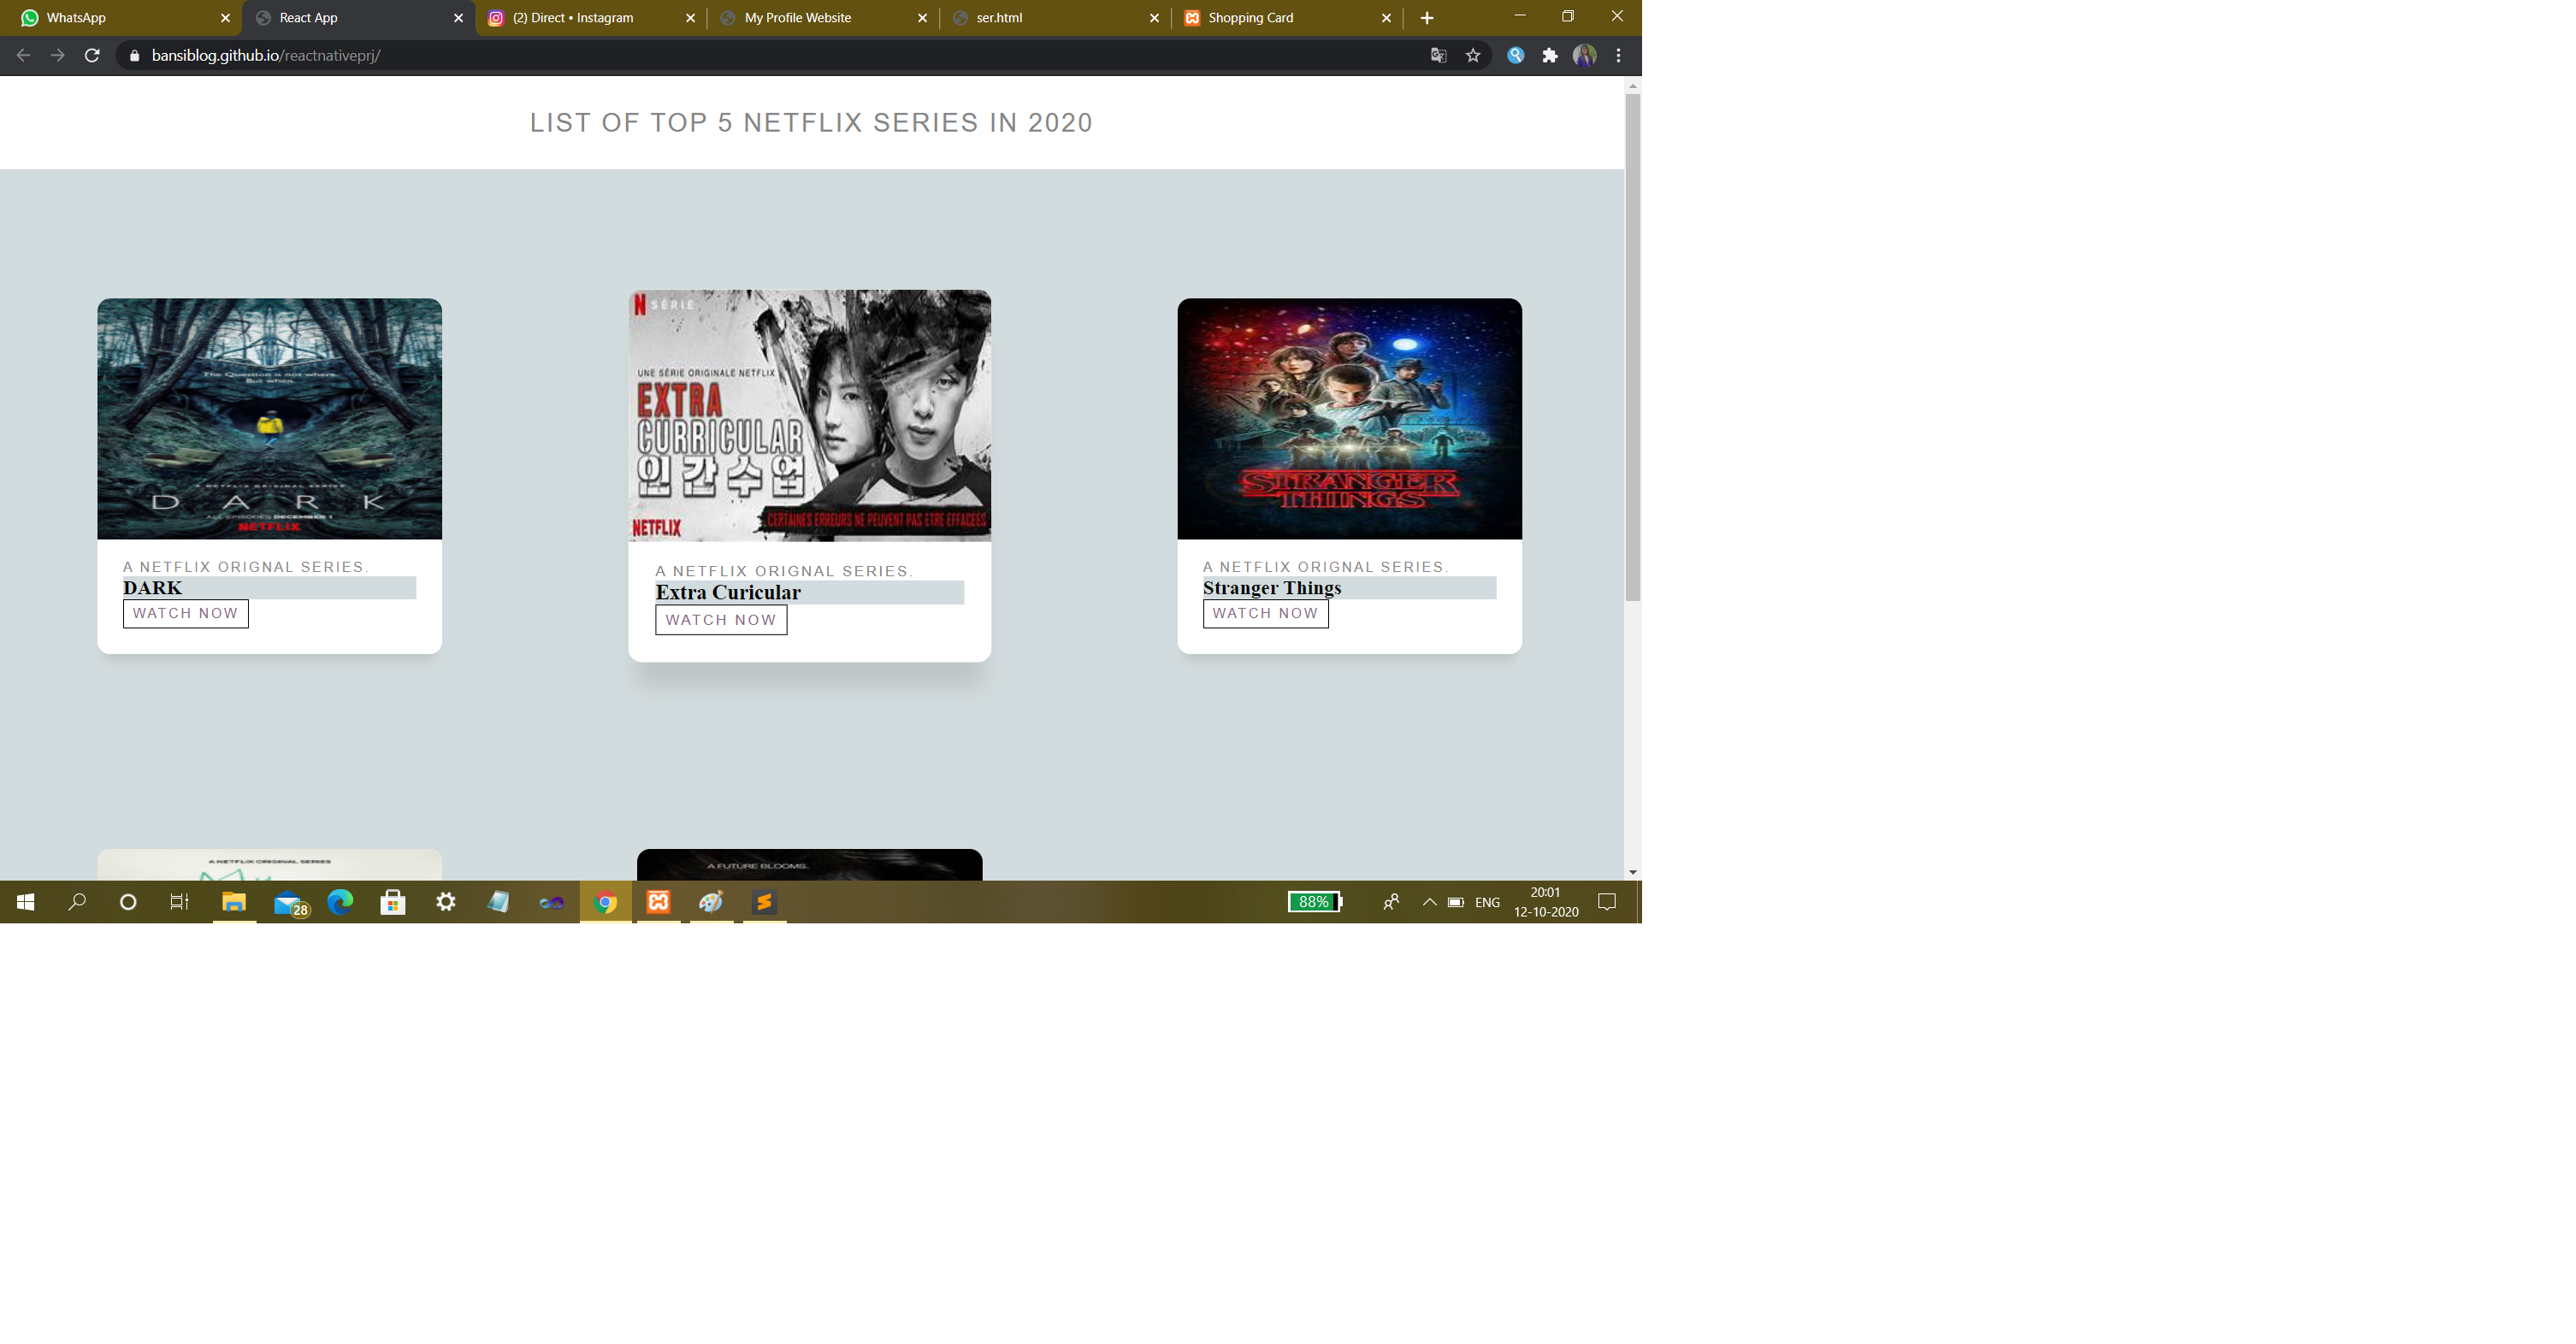 WhatsApp
React App
(2) Direct • Instagram
My Profile Website
ser.html
Shopping Card
bansiblog.github.io/reactnativeprj/
LIST OF TOP 5 NETFLIX SERIES IN 2020
The Question is not where.
But when.
A NETFLIX ORIGINAL SERIES
DARK
ALL EPISODES DECEMBER 1
NETFLIX
A NETFLIX ORIGNAL SERIES.
DARK
WATCH NOW
N SÉRIE
UNE SÉRIE ORIGINALE NETFLIX
EXTRA
CURRICULAR
인간수업
CERTAINES ERREURS NE PEUVENT PAS ETRE EFFACÉES
NETFLIX
A NETFLIX ORIGNAL SERIES.
Extra Curicular
WATCH NOW
STRANGER
THINGS
A NETFLIX ORIGNAL SERIES.
Stranger Things
WATCH NOW
A NETFLIX ORIGINAL SERIES
A FUTURE BLOOMS.
28
88%
ENG
20:01
12-10-2020